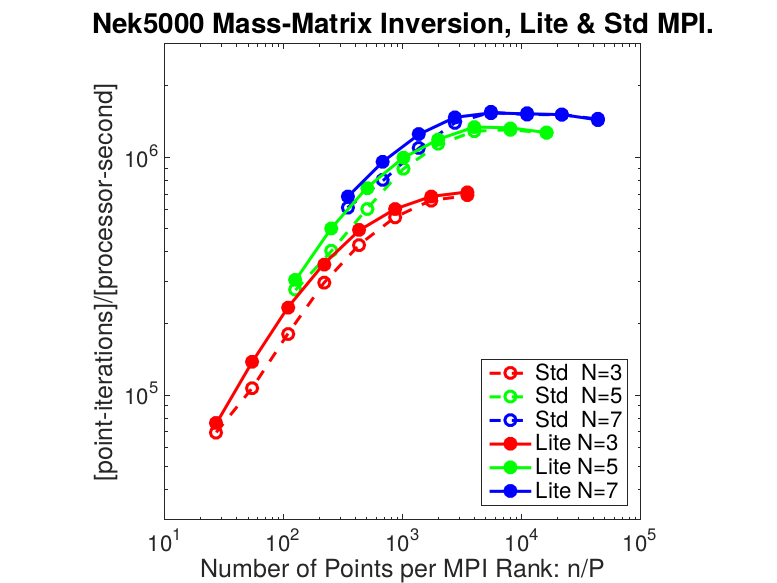 Nek5000 Mass-Matrix Inversion, Lite & Std MPI.
[point-iterations]/[processor-second]
10^6
10^5
Std N=3
Std N=5
Std N=7
Lite N=3
Lite N=5
Lite N=7
10^1 10^2 10^3 10^4 10^5
Number of Points per MPI Rank: n/P